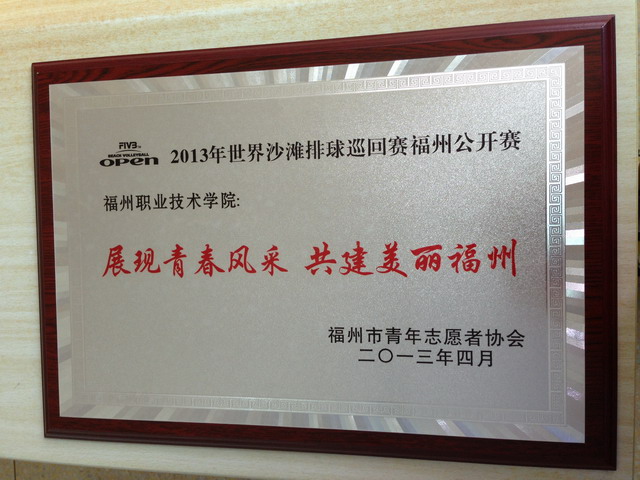 FIVB
BEACH VOLLEYBALL
OPEN
2013年世界沙滩排球巡回赛福州公开赛
福州职业技术学院:
展现青春风采 共建美丽福州
福州市青年志愿者协会
二〇一三年四月